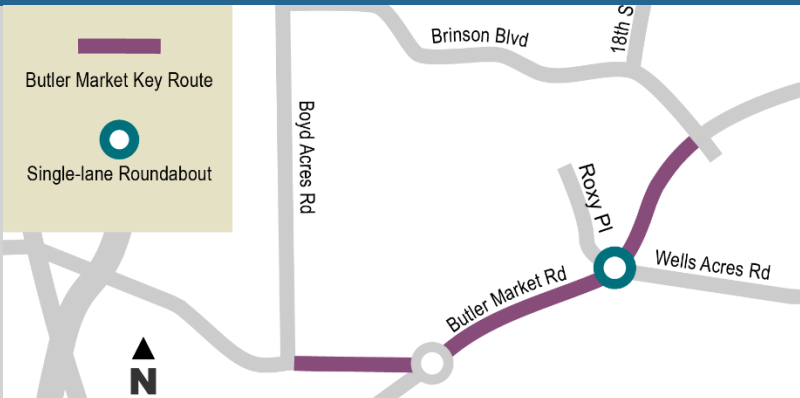 Butler Market Key Route
Single-lane Roundabout
Brinson Blvd
18th S
Boyd Acres Rd
Roxy Pl
Wells Acres Rd
Butler Market Rd
N